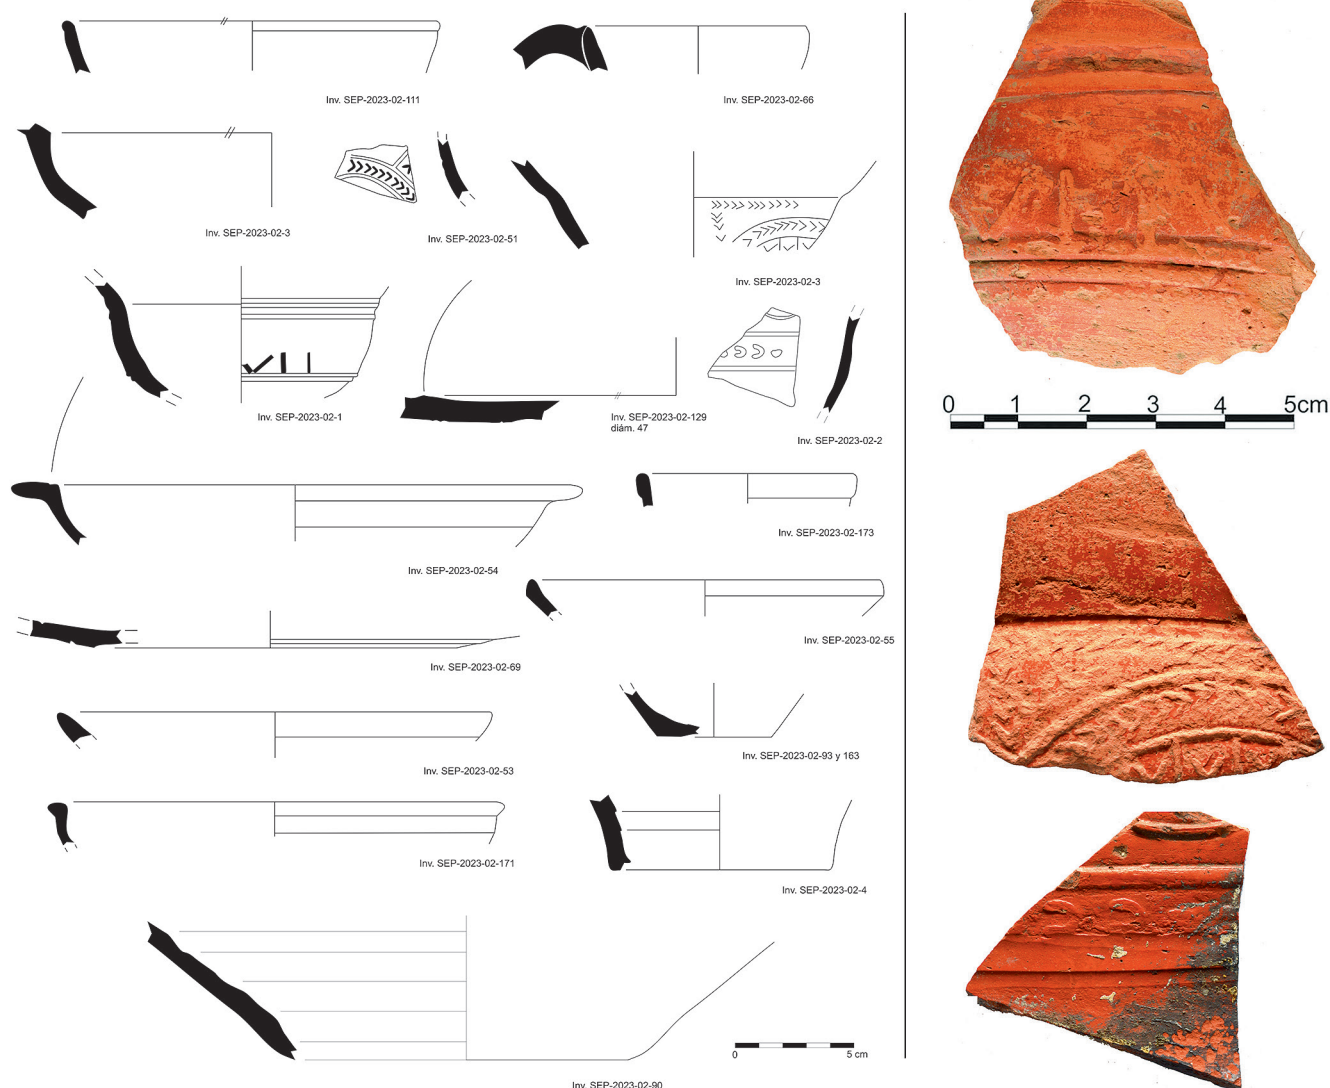 Inv. SEP-2023-02-111
Inv. SEP-2023-02-66
Inv. SEP-2023-02-3
Inv. SEP-2023-02-51
Inv. SEP-2023-02-3
Inv. SEP-2023-02-1
Inv. SEP-2023-02-129
diám. 47
Inv. SEP-2023-02-2
0 1 2 3 4 5cm
Inv. SEP-2023-02-54
Inv. SEP-2023-02-173
Inv. SEP-2023-02-55
Inv. SEP-2023-02-69
Inv. SEP-2023-02-53
Inv. SEP-2023-02-93 y 163
Inv. SEP-2023-02-171
Inv. SEP-2023-02-4
0 5 cm
Inv. SEP-2023-02-90